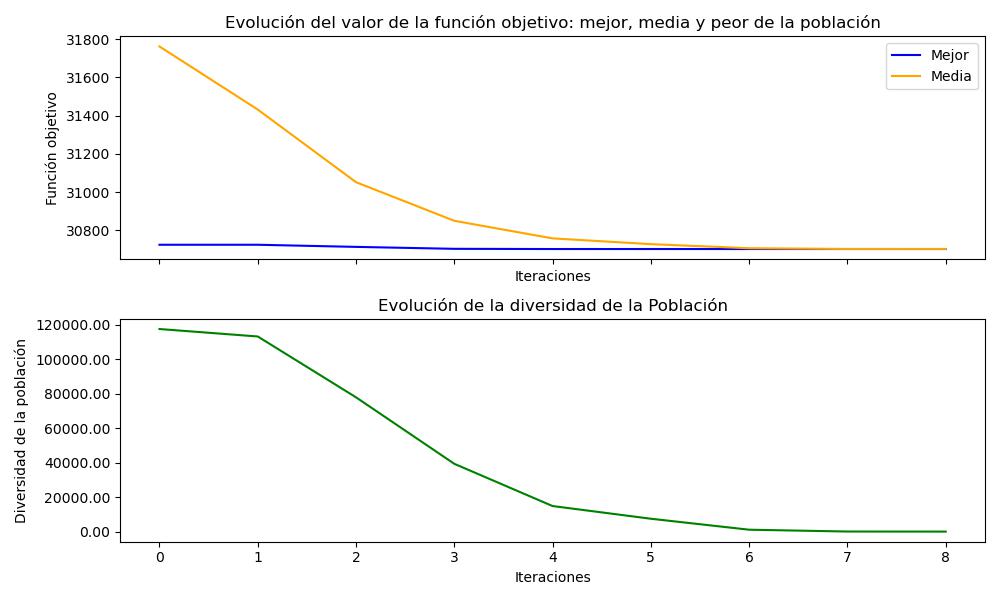 Evolución del valor de la función objetivo: mejor, media y peor de la población
31800
31600
31400
31200
31000
30800
Función objetivo
Mejor
Media
Iteraciones
Evolución de la diversidad de la Población
120000.00
100000.00
80000.00
60000.00
40000.00
20000.00
0.00
Diversidad de la población
0 1 2 3 4 5 6 7 8
Iteraciones